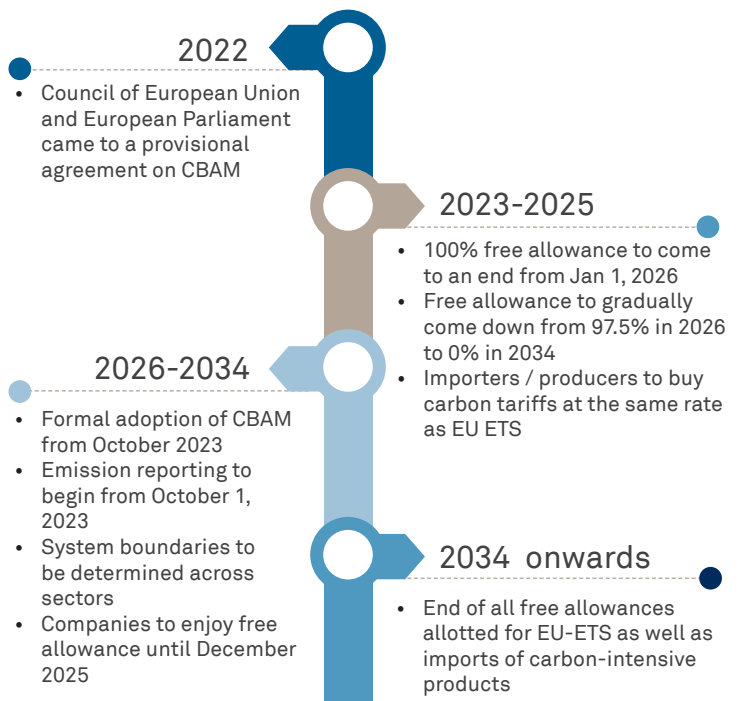 2022
• Council of European Union
and European Parliament
came to a provisional
agreement on CBAM
2023-2025
• 100% free allowance to come
to an end from Jan 1, 2026
• Free allowance to gradually
come down from 97.5% in 2026
to 0% in 2034
• Importers / producers to buy
carbon tariffs at the same rate
as EU ETS
2026-2034
• Formal adoption of CBAM
from October 2023
• Emission reporting to
begin from October 1,
2023
• System boundaries to
be determined across
sectors
• Companies to enjoy free
allowance until December
2025
2034 onwards
• End of all free allowances
allotted for EU-ETS as well as
imports of carbon-intensive
products